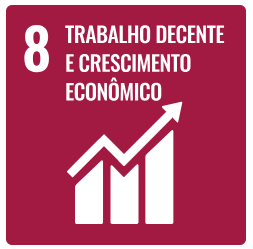 8 TRABALHO DECENTE
E CRESCIMENTO
ECONÔMICO